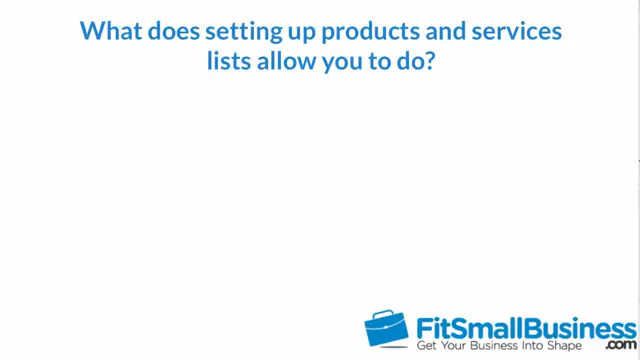 What does setting up products and services
lists allow you to do?
FitSmallBusiness
Get Your Business Into Shape
.com